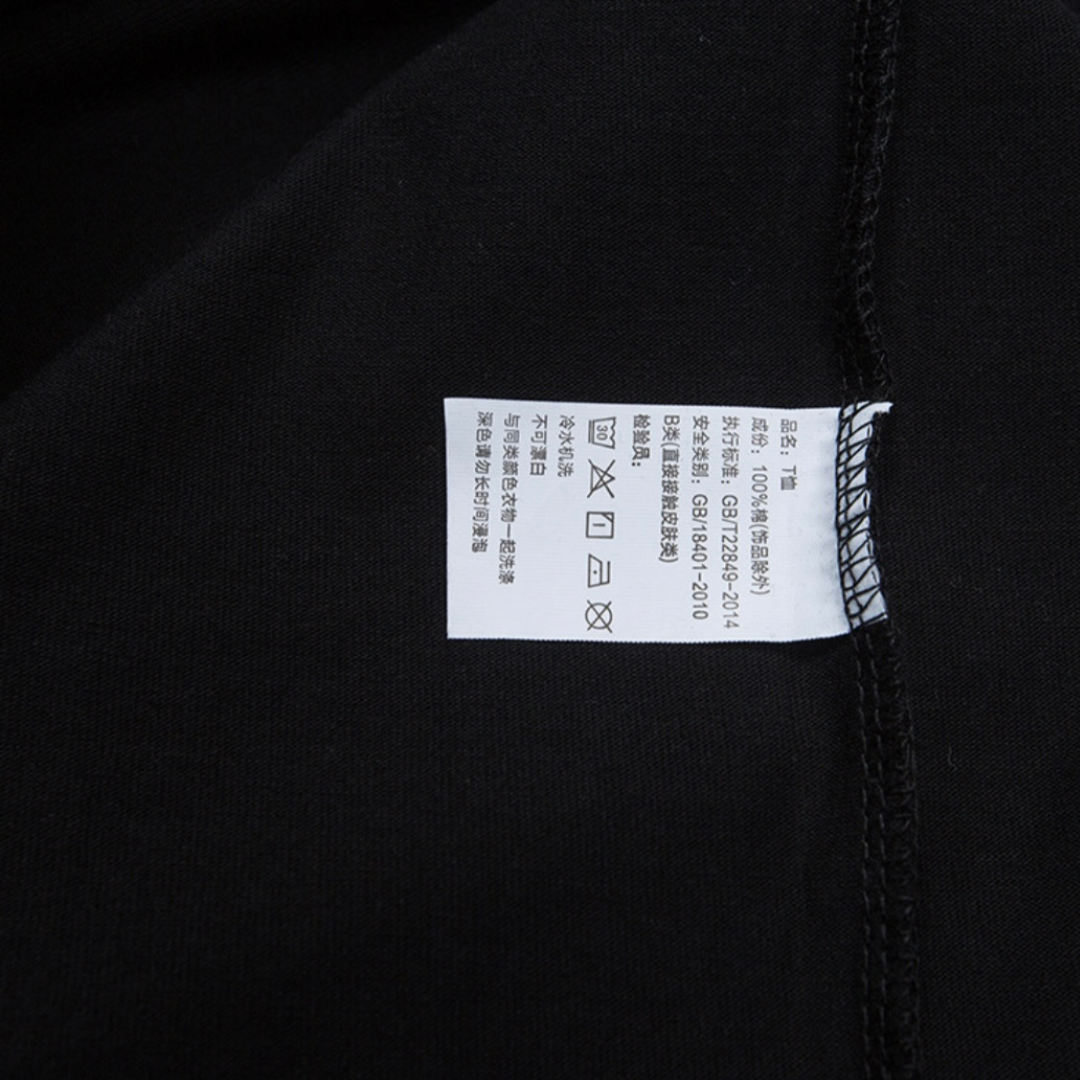 品名：T恤
成份：100%棉(饰品除外)
执行标准：GB/T22849-2014
安全类别：GB/18401-2010
B类(直接接触皮肤类)
检验员：
30
冷水机洗
不可漂白
与同类颜色衣物一起洗涤
深色请勿长时间浸泡